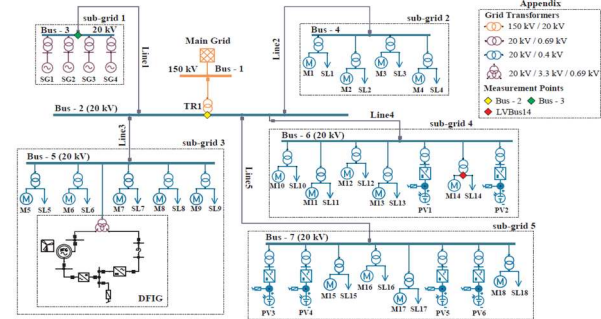 sub-grid 1
Bus - 3
20 kV
SG1 SG2 SG3 SG4
Line1
Main Grid
150 kV
Bus - 1
TR1
Bus - 2 (20 kV)
sub-grid 2
Bus - 4
M1 SL1
M2 SL2
M3 SL3
M4 SL4
Line2
Appendix
Grid Transformers
150 kV / 20 kV
20 kV / 0.69 kV
20 kV / 0.4 kV
20 kV / 3.3 kV / 0.69 kV
Measurement Points
Bus - 2 Bus - 3
LVBus14
Line3
sub-grid 3
Bus - 5 (20 kV)
M5 SL5 M6 SL6 M7 SL7 M8 SL8 M9 SL9
DFIG
Line4
sub-grid 4
Bus - 6 (20 kV)
M10 SL10
M11 SL11
M12 SL12
M13 SL13
PV1
M14 SL14
PV2
Line5
sub-grid 5
Bus - 7 (20 kV)
PV3
PV4
M15 SL15
M16 SL16
M17 SL17
PV5
PV6
M18 SL18